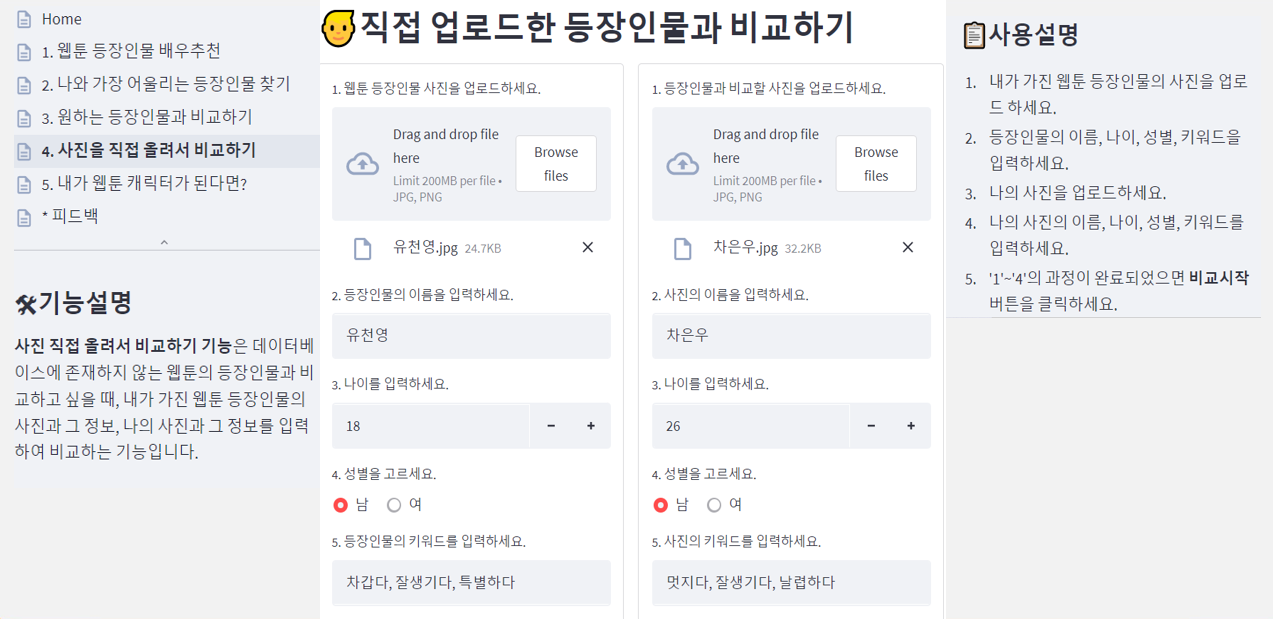 Home
1. 웹툰 등장인물 배우추천
2. 나와 가장 어울리는 등장인물 찾기
3. 원하는 등장인물과 비교하기
4. 사진을 직접 올려서 비교하기
5. 내가 웹툰 캐릭터가 된다면?
* 피드백
🛠기능설명
사진 직접 올려서 비교하기 기능은 데이터베
이스에 존재하지 않는 웹툰의 등장인물과 비
교하고 싶을 때, 내가 가진 웹툰 등장인물의
사진과 그 정보, 나의 사진과 그 정보를 입력
하여 비교하는 기능입니다.
직접 업로드한 등장인물과 비교하기
1. 웹툰 등장인물 사진을 업로드하세요.
Drag and drop file
here
Limit 200MB per file •
JPG, PNG
Browse
files
유천영.jpg 24.7KB
2. 등장인물의 이름을 입력하세요.
유천영
3. 나이를 입력하세요.
18
− +
4. 성별을 고르세요.
남 여
5. 등장인물의 키워드를 입력하세요.
차갑다, 잘생기다, 특별하다
1. 등장인물과 비교할 사진을 업로드하세요.
Drag and drop file
here
Limit 200MB per file •
JPG, PNG
Browse
files
차은우.jpg 32.2KB
2. 사진의 이름을 입력하세요.
차은우
3. 나이를 입력하세요.
26
− +
4. 성별을 고르세요.
남 여
5. 사진의 키워드를 입력하세요.
멋지다, 잘생기다, 날렵하다
📋사용설명
1. 내가 가진 웹툰 등장인물의 사진을 업로
드 하세요.
2. 등장인물의 이름, 나이, 성별, 키워드을
입력하세요.
3. 나의 사진을 업로드하세요.
4. 나의 사진의 이름, 나이, 성별, 키워드를
입력하세요.
5. '1'~'4'의 과정이 완료되었으면 비교시작
버튼을 클릭하세요.